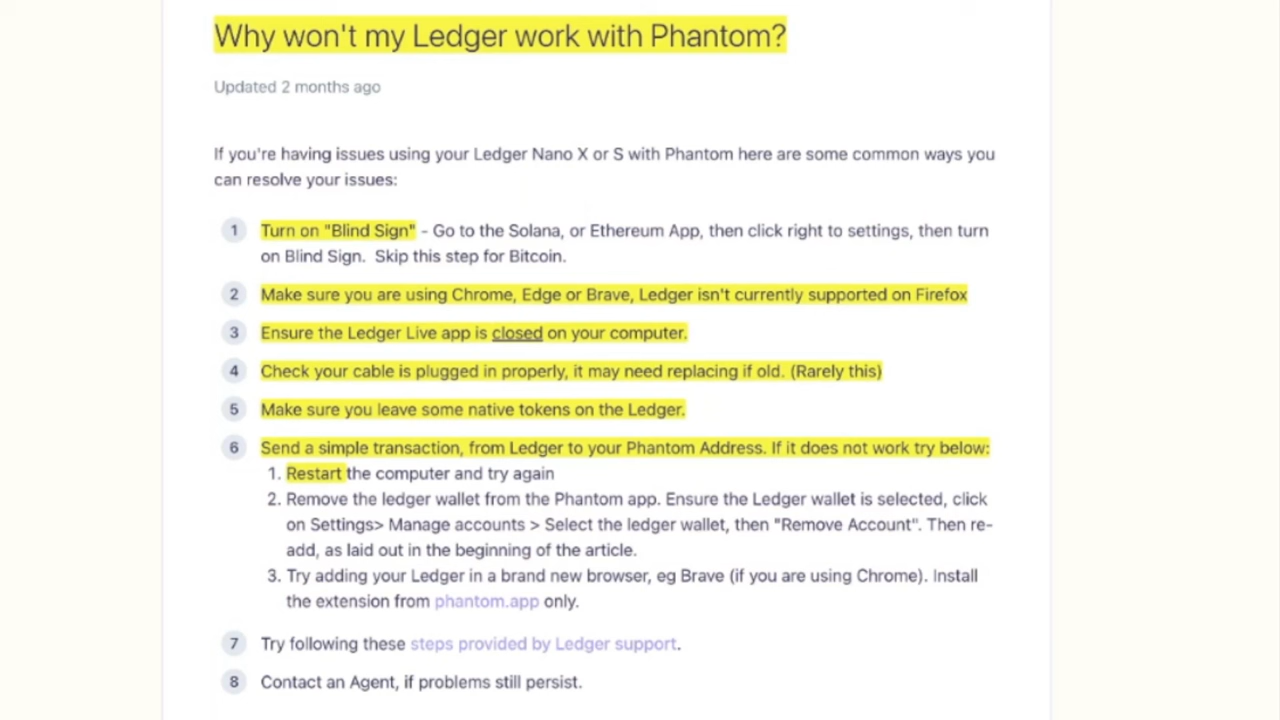 Why won't my Ledger work with Phantom?
Updated 2 months ago
If you're having issues using your Ledger Nano X or S with Phantom here are some common ways you
can resolve your issues:
1 Turn on "Blind Sign" - Go to the Solana, or Ethereum App, then click right to settings, then turn
on Blind Sign. Skip this step for Bitcoin.
2 Make sure you are using Chrome, Edge or Brave, Ledger isn't currently supported on Firefox
3 Ensure the Ledger Live app is closed on your computer.
4 Check your cable is plugged in properly, it may need replacing if old. (Rarely this)
5 Make sure you leave some native tokens on the Ledger.
6 Send a simple transaction, from Ledger to your Phantom Address. If it does not work try below:
1. Restart the computer and try again
2. Remove the ledger wallet from the Phantom app. Ensure the Ledger wallet is selected, click
on Settings> Manage accounts > Select the ledger wallet, then "Remove Account". Then re-
add, as laid out in the beginning of the article.
3. Try adding your Ledger in a brand new browser, eg Brave (if you are using Chrome). Install
the extension from phantom.app only.
7 Try following these steps provided by Ledger support.
8 Contact an Agent, if problems still persist.